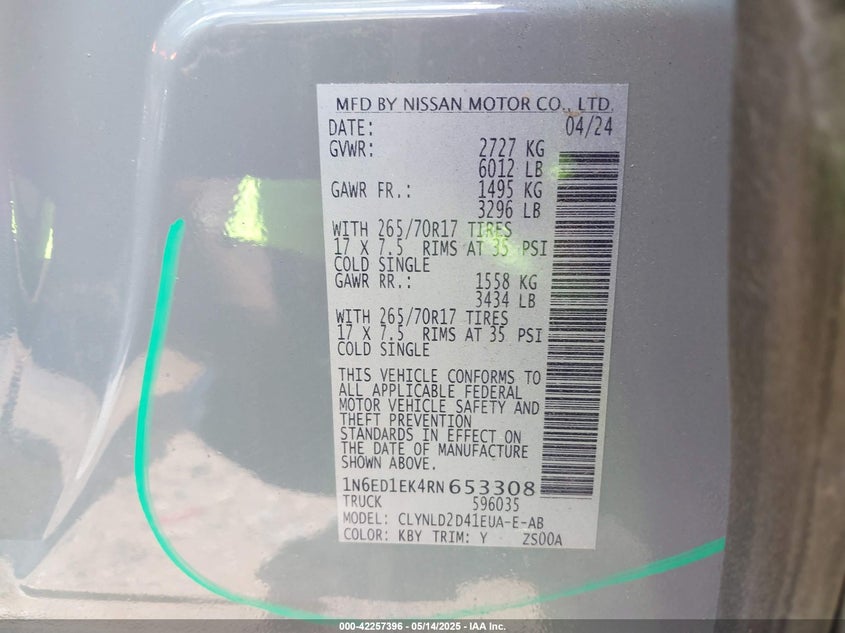 MFD BY NISSAN MOTOR CO., LTD.
DATE: 04/24
GVWR: 2727 KG
6012 LB
GAWR FR.: 1495 KG
3296 LB
WITH 265/70R17 TIRES
17 X 7.5 RIMS AT 35 PSI
COLD SINGLE
GAWR RR.: 1558 KG
3434 LB
WITH 265/70R17 TIRES
17 X 7.5 RIMS AT 35 PSI
COLD SINGLE
THIS VEHICLE CONFORMS TO
ALL APPLICABLE FEDERAL
MOTOR VEHICLE SAFETY AND
THEFT PREVENTION
STANDARDS IN EFFECT ON
THE DATE OF MANUFACTURE
SHOWN ABOVE.
1N6ED1EK4RN653308
TRUCK 596035
MODEL: CLYNLD2D41EUA-E-AB
COLOR: KBY TRIM: Y ZS00A
000-42257396 - 05/14/2025 - IAA Inc.